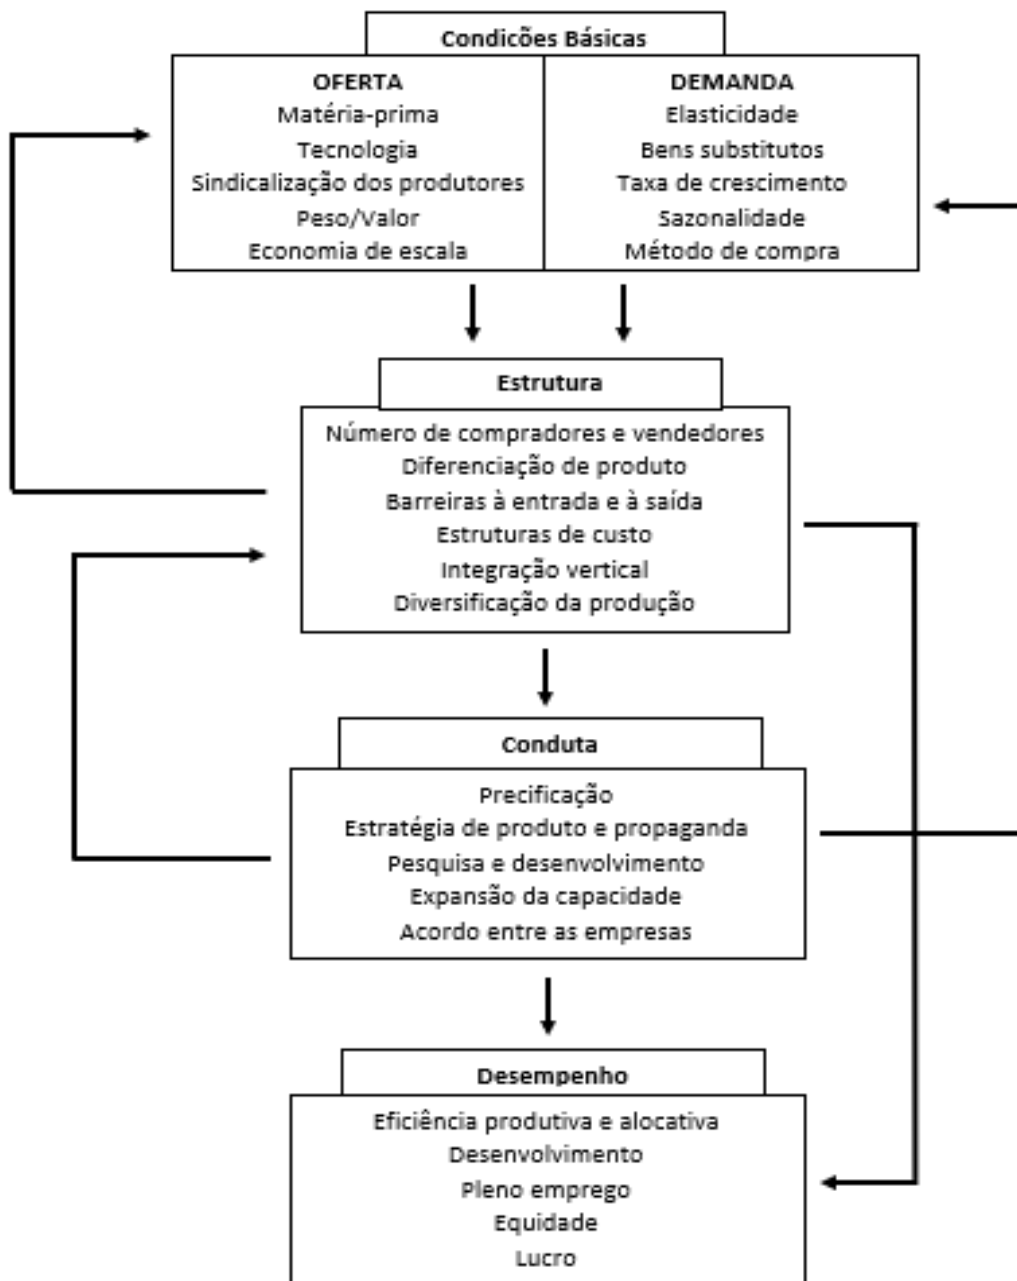 Condicões Básicas
OFERTA
Matéria-prima
Tecnologia
Sindicalização dos produtores
Peso/Valor
Economia de escala
DEMANDA
Elasticidade
Bens substitutos
Taxa de crescimento
Sazonalidade
Método de compra
Estrutura
Número de compradores e vendedores
Diferenciação de produto
Barreiras à entrada e à saída
Estruturas de custo
Integração vertical
Diversificação da produção
Conduta
Precificação
Estratégia de produto e propaganda
Pesquisa e desenvolvimento
Expansão da capacidade
Acordo entre as empresas
Desempenho
Eficiência produtiva e alocativa
Desenvolvimento
Pleno emprego
Equidade
Lucro